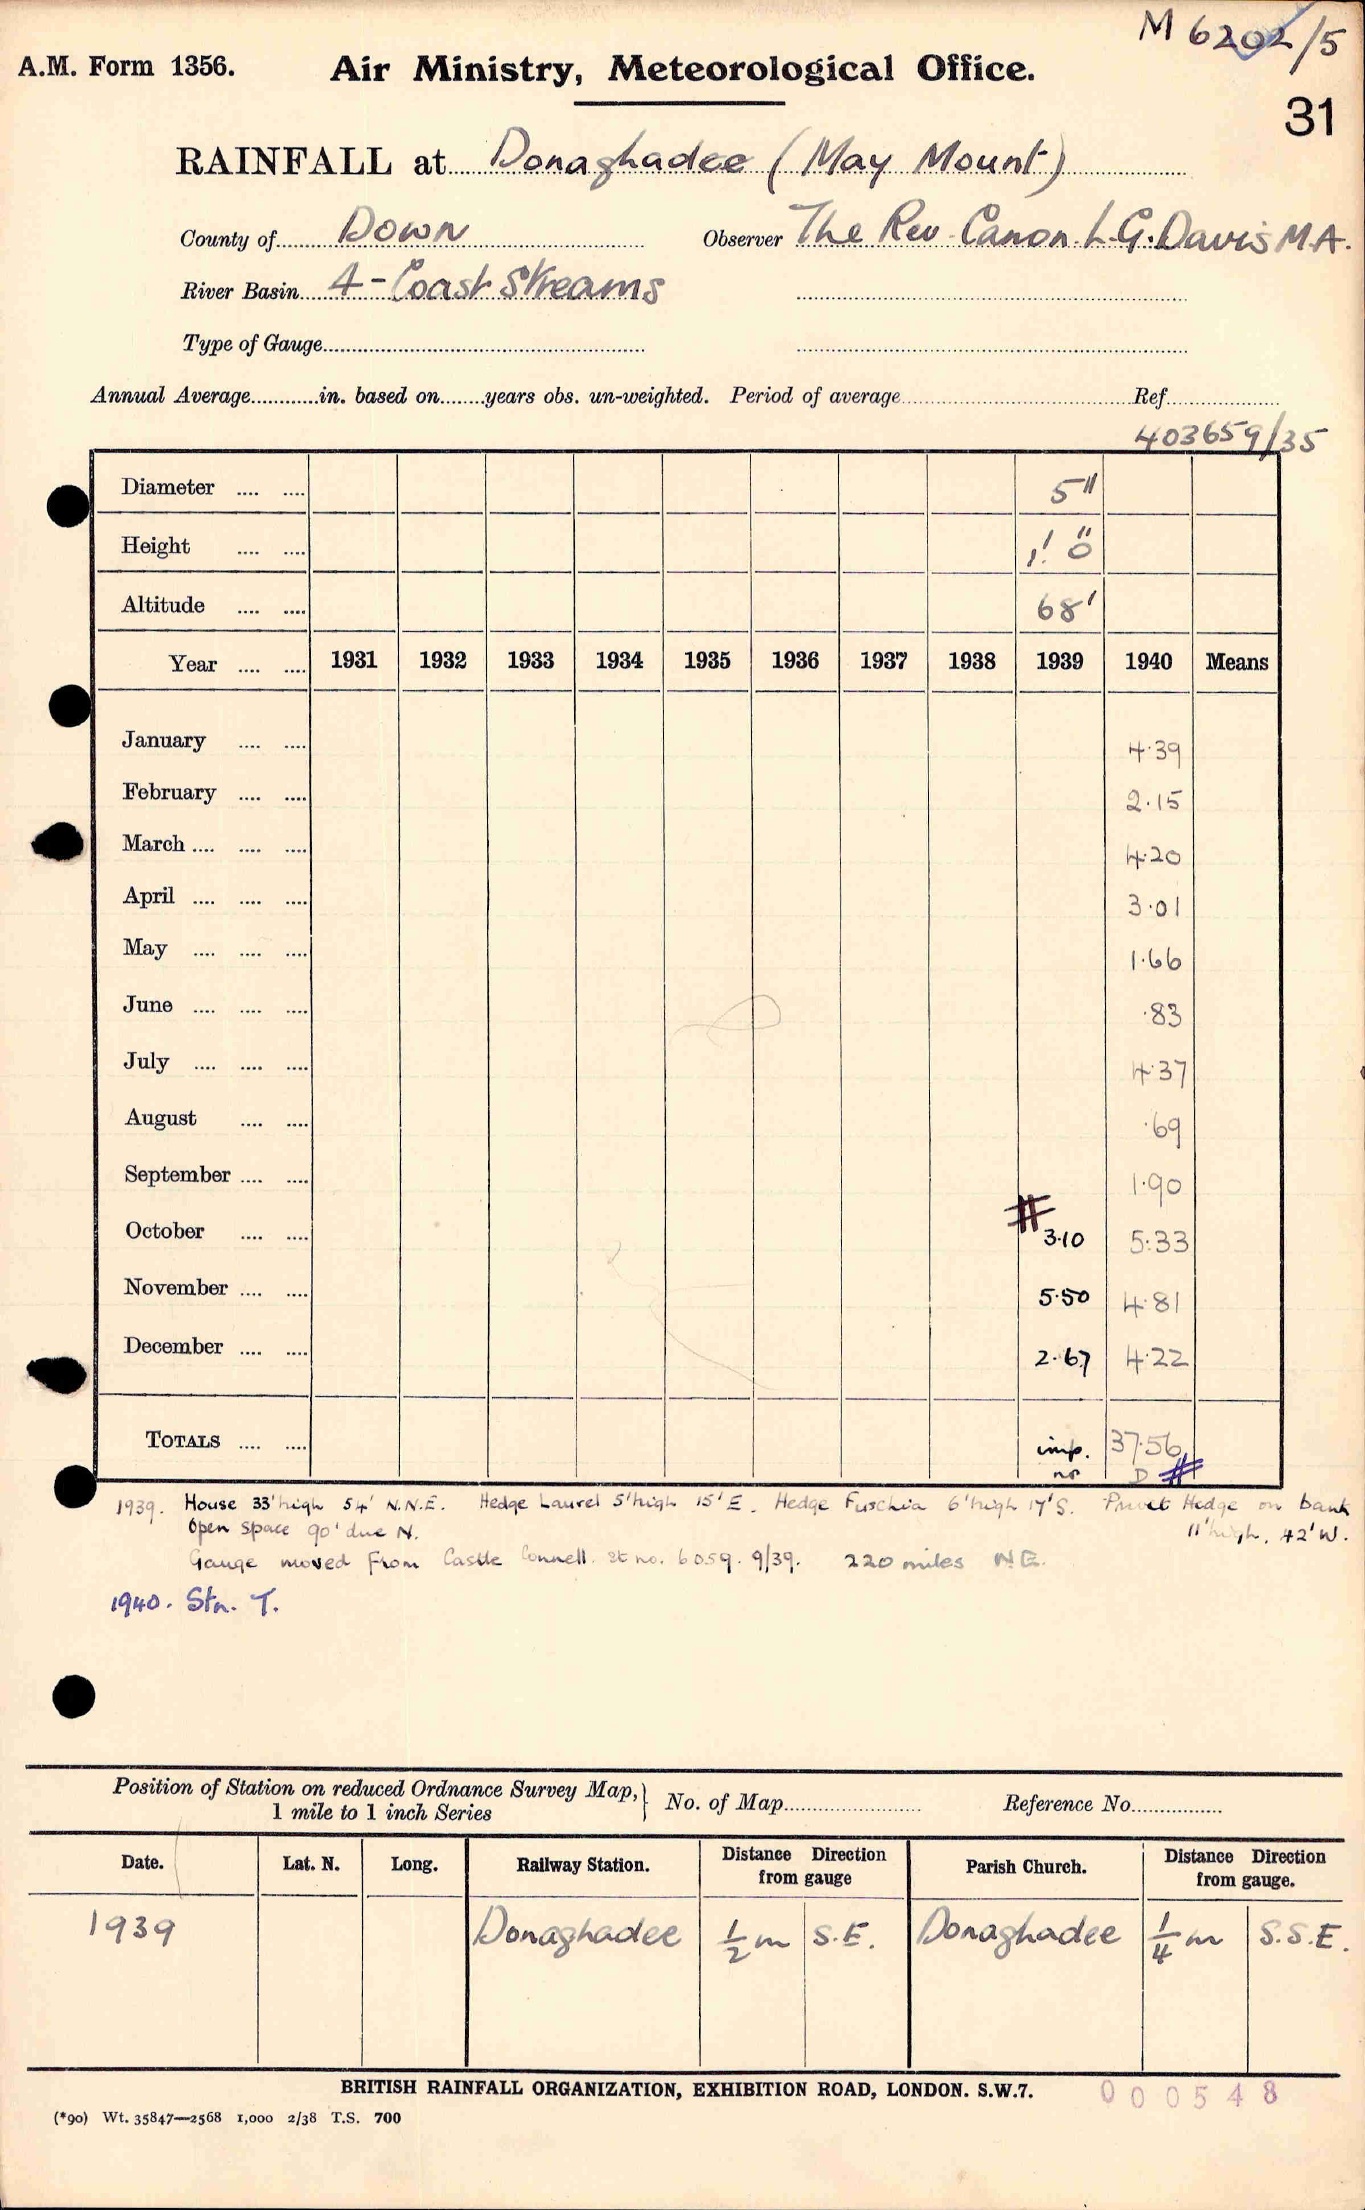 M 6202/5
A.M. Form 1356. Air Ministry, Meteorological Office.
31
RAINFALL at Donaghadee (May Mount)
County of Down Observer The Rev. Canon L.G. Davis M.A.
River Basin 4-Coast Streams
Type of Gauge
Annual Average in. based on years obs. un-weighted. Period of average Ref
403659/35
Diameter 5"
Height 1' 0"
Altitude 68'
Year 1931 1932 1933 1934 1935 1936 1937 1938 1939 1940 Means
January 4·39
February 2·15
March 4·20
April 3·01
May 1·66
June ·83
July 4·37
August ·69
September 1·90
October # 3·10 5·33
November 5·50 4·81
December 2·67 4·22
TOTALS imp. 37·56
no D #
1939. House 33' high 54' N.N.E. Hedge Laurel 5' high 15' E. Hedge Fuschia 6' high 17' S. Privet Hedge on bank
Open space 90' due N. 11' high, 42' W.
Gauge moved from Castle Connell. St no. 6059. 9/39. 220 miles N.E.
1940. Stn. T.
Position of Station on reduced Ordnance Survey Map, } No. of Map Reference No.
1 mile to 1 inch Series
Date. Lat. N. Long. Railway Station. Distance Direction from gauge Parish Church. Distance Direction from gauge.
1939 Donaghadee ½ m S.E. Donaghadee ¼ m S.S.E.
BRITISH RAINFALL ORGANIZATION, EXHIBITION ROAD, LONDON. S.W.7.
000548
(*90) Wt. 35847—2568 1,000 2/38 T.S. 700